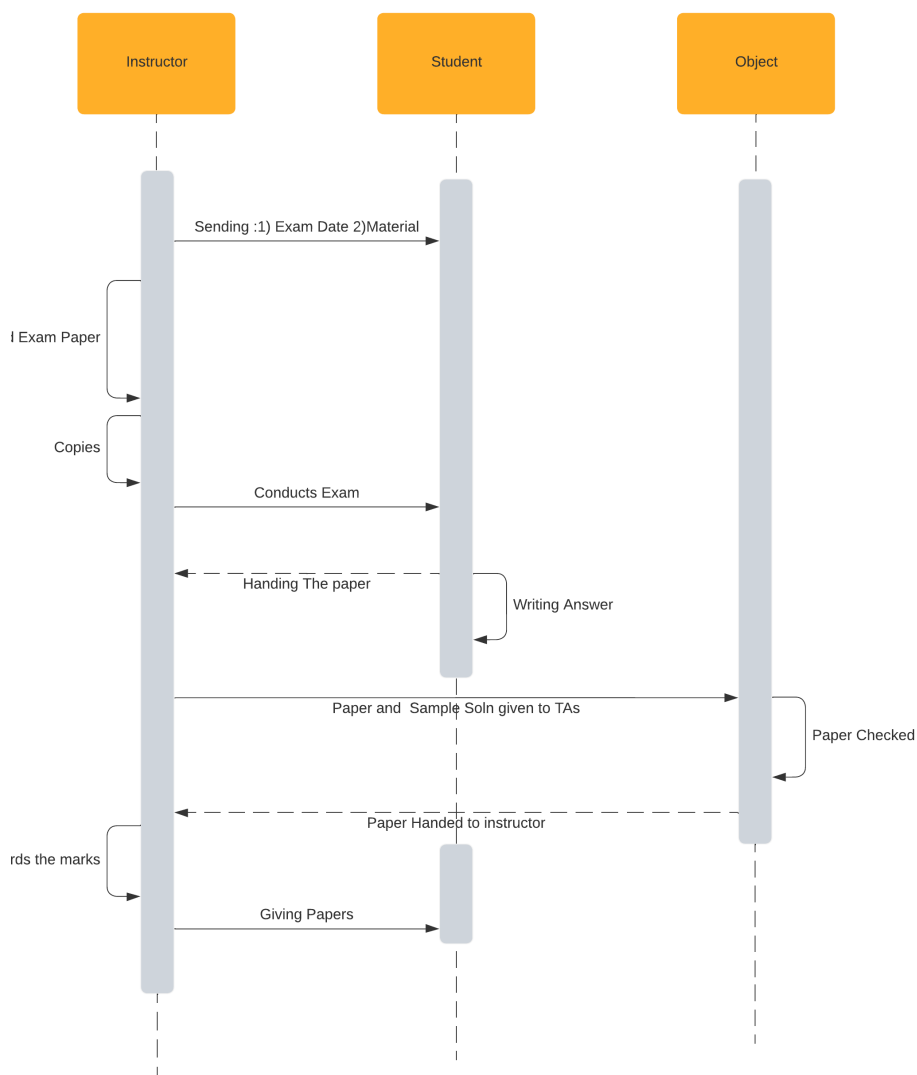 Instructor
Student
Object
Sending :1) Exam Date 2)Material
Exam Paper
Copies
Conducts Exam
Handing The paper
Writing Answer
Paper and  Sample Soln given to TAs
Paper Checked
Paper Handed to instructor
the marks
Giving Papers